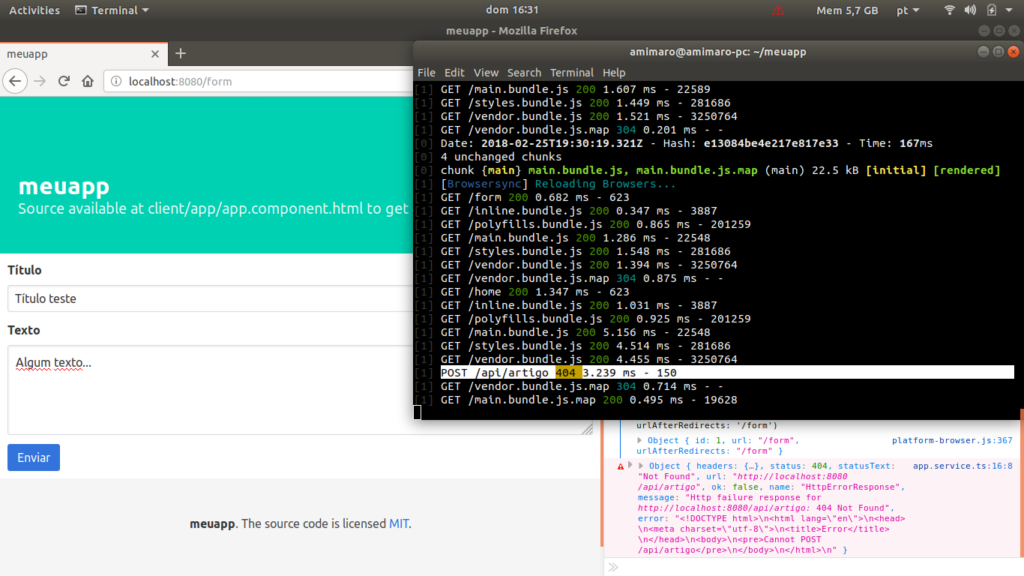 Activities Terminal dom 16:31 Mem 5,7 GB pt
meuapp - Mozilla Firefox
meuapp
localhost:8080/form
meuapp
Source available at client/app/app.component.html to get
Título
Título teste
Texto
Algum texto...
Enviar
meuapp. The source code is licensed MIT.
amimaro@amimaro-pc: ~/meuapp
File Edit View Search Terminal Help
[1] GET /main.bundle.js 200 1.607 ms - 22589
[1] GET /styles.bundle.js 200 1.449 ms - 281686
[1] GET /vendor.bundle.js 200 1.521 ms - 3250764
[1] GET /vendor.bundle.js.map 304 0.201 ms - -
[0] Date: 2018-02-25T19:30:19.321Z - Hash: e13084be4e217e817e33 - Time: 167ms
[0] 4 unchanged chunks
[0] chunk {main} main.bundle.js, main.bundle.js.map (main) 22.5 kB [initial] [rendered]
[1] [Browsersync] Reloading Browsers...
[1] GET /form 200 0.682 ms - 623
[1] GET /inline.bundle.js 200 0.347 ms - 3887
[1] GET /polyfills.bundle.js 200 0.865 ms - 201259
[1] GET /main.bundle.js 200 1.286 ms - 22548
[1] GET /styles.bundle.js 200 1.548 ms - 281686
[1] GET /vendor.bundle.js 200 1.394 ms - 3250764
[1] GET /vendor.bundle.js.map 304 0.875 ms - -
[1] GET /home 200 1.347 ms - 623
[1] GET /inline.bundle.js 200 1.031 ms - 3887
[1] GET /polyfills.bundle.js 200 0.925 ms - 201259
[1] GET /main.bundle.js 200 5.156 ms - 22548
[1] GET /styles.bundle.js 200 4.514 ms - 281686
[1] GET /vendor.bundle.js 200 4.455 ms - 3250764
[1] POST /api/artigo 404 3.239 ms - 150
[1] GET /vendor.bundle.js.map 304 0.714 ms - -
[1] GET /main.bundle.js.map 200 0.495 ms - 19628
urlAfterRedirects: '/form')
Object { id: 1, url: "/form", platform-browser.js:367
urlAfterRedirects: "/form" }
Object { headers: {…}, status: 404, statusText: app.service.ts:16:8
"Not Found", url: "http://localhost:8080
/api/artigo", ok: false, name: "HttpErrorResponse",
message: "Http failure response for
http://localhost:8080/api/artigo: 404 Not Found",
error: "<!DOCTYPE html>\n<html lang=\"en\">\n<head>
\n<meta charset=\"utf-8\">\n<title>Error</title>
\n</head>\n<body>\n<pre>Cannot POST
/api/artigo</pre>\n</body>\n</html>\n" }